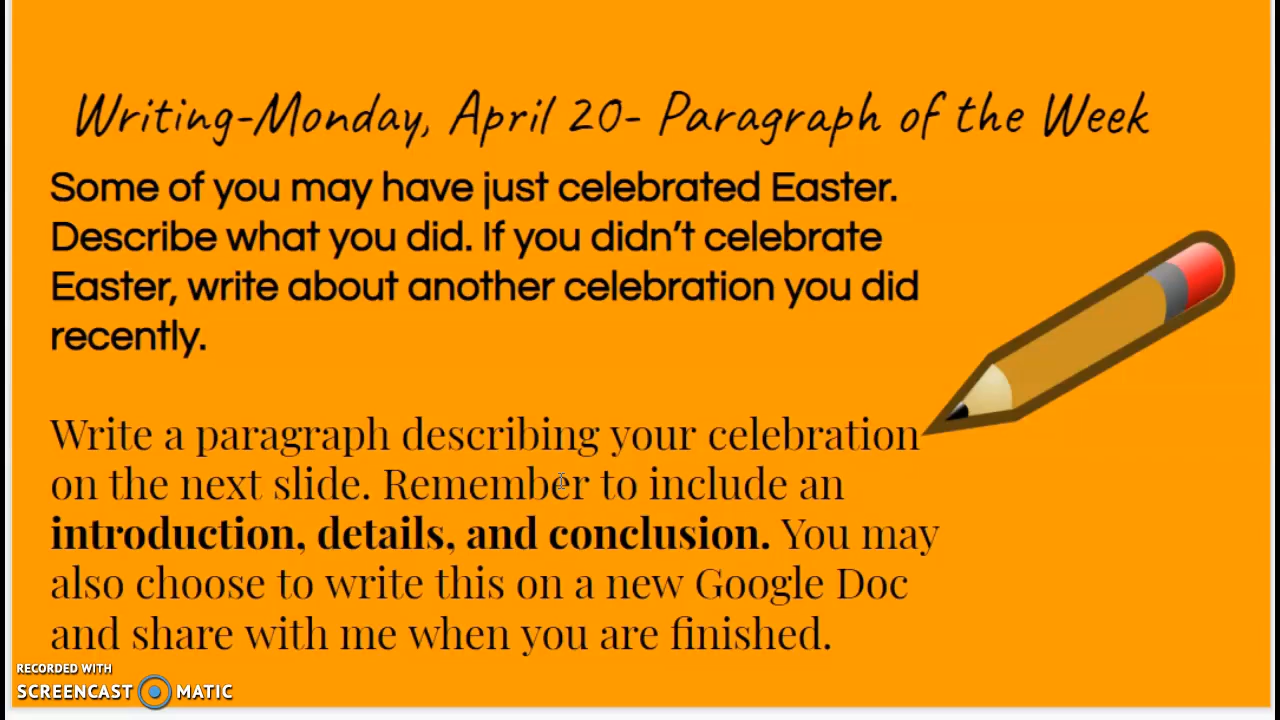 Writing-Monday, April 20- Paragraph of the Week
Some of you may have just celebrated Easter.
Describe what you did. If you didn’t celebrate
Easter, write about another celebration you did
recently.
Write a paragraph describing your celebration
on the next slide. Remember to include an
introduction, details, and conclusion. You may
also choose to write this on a new Google Doc
and share with me when you are finished.
RECORDED WITH
SCREENCAST MATIC